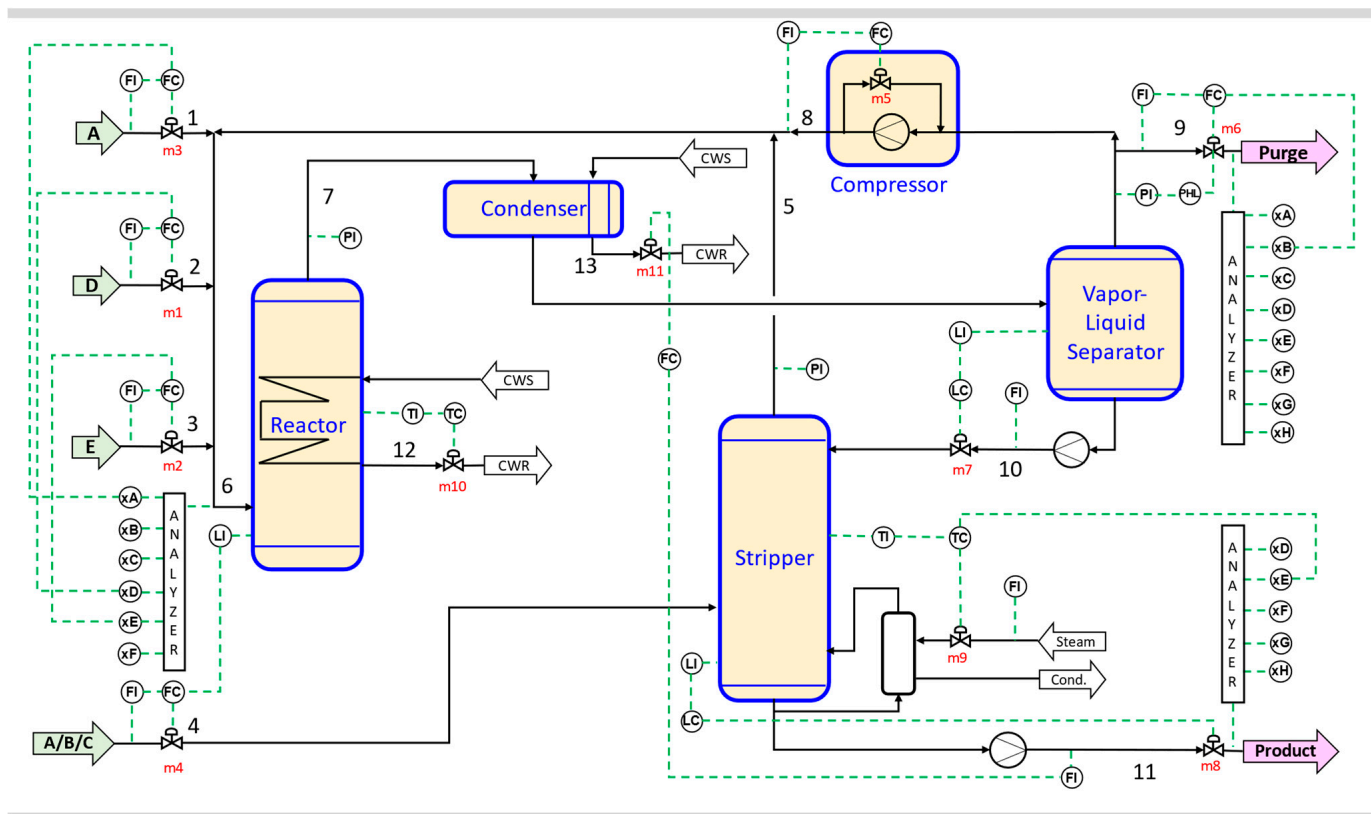 FI
FC
FI
FC
m5
FI
FC
A
1
m3
8
9
m6
Purge
CWS
Compressor
7
Condenser
5
PI
PHL
xA
FI
FC
PI
xB
D
2
m1
13
m11
CWR
xC
Vapor-
Liquid
Separator
xD
LI
xE
FC
PI
xF
CWS
FI
FC
LC
FI
xG
TI
TC
Reactor
xH
ANALYZER
E
3
m2
12
m10
CWR
m7
10
6
xA
xB
LI
xC
xD
xE
xF
ANALYZER
Stripper
TI
TC
xD
xE
FI
xF
m9
Steam
xG
LI
Cond.
xH
ANALYZER
FI
FC
LC
A/B/C
4
m4
FI
11
m8
Product